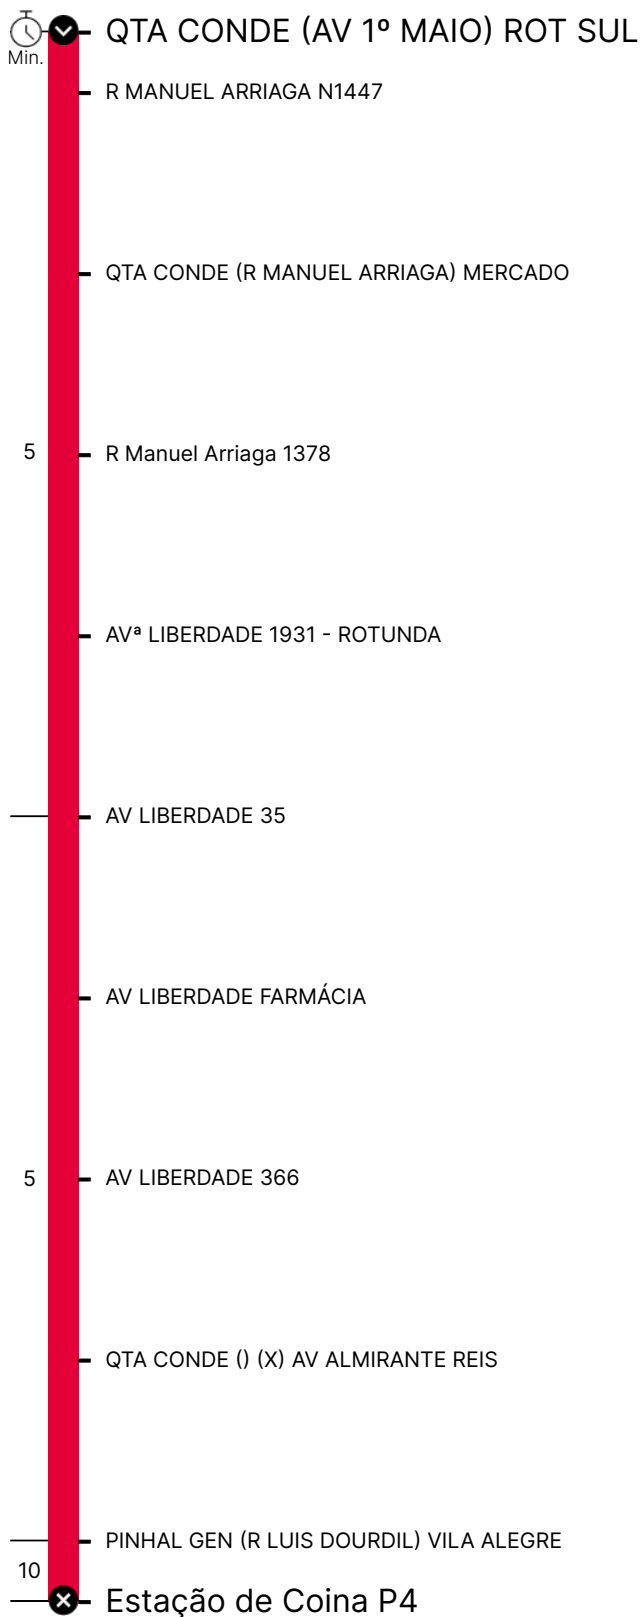 QTA CONDE (AV 1º MAIO) ROT SUL
Min.
R MANUEL ARRIAGA N1447
QTA CONDE (R MANUEL ARRIAGA) MERCADO
5
R Manuel Arriaga 1378
AVª LIBERDADE 1931 - ROTUNDA
AV LIBERDADE 35
AV LIBERDADE FARMÁCIA
5
AV LIBERDADE 366
QTA CONDE () (X) AV ALMIRANTE REIS
PINHAL GEN (R LUIS DOURDIL) VILA ALEGRE
10
Estação de Coina P4